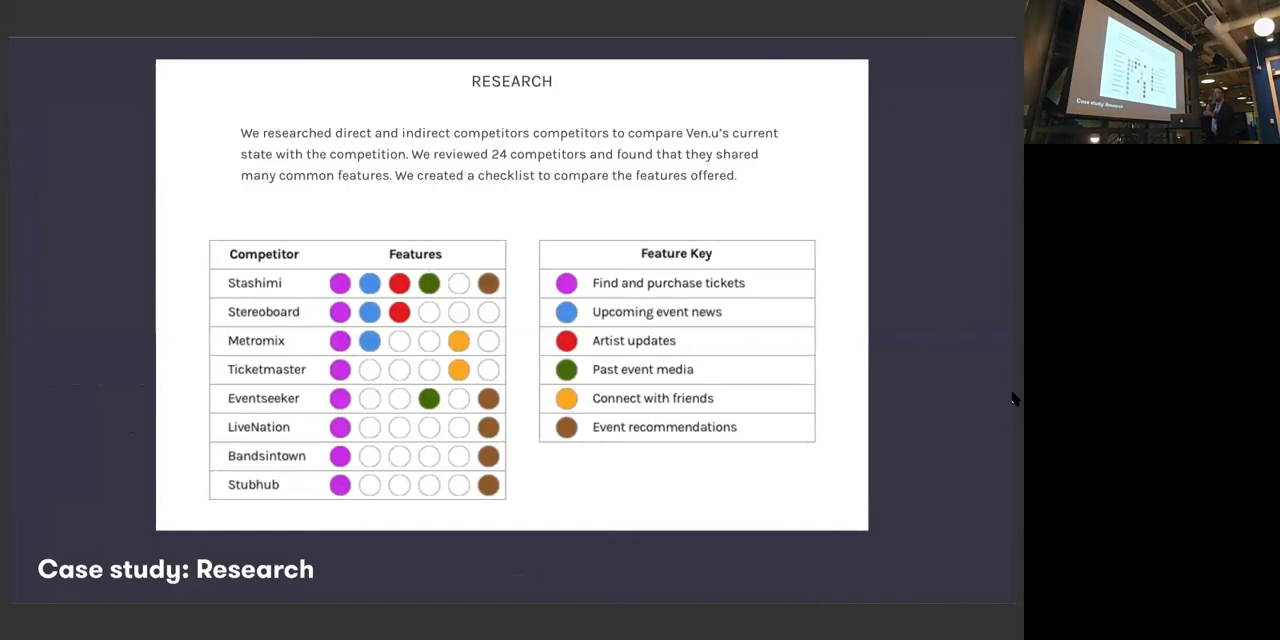 RESEARCH
We researched direct and indirect competitors competitors to compare Ven.u's current
state with the competition. We reviewed 24 competitors and found that they shared
many common features. We created a checklist to compare the features offered.
Competitor Features
Stashimi
Stereoboard
Metromix
Ticketmaster
Eventseeker
LiveNation
Bandsintown
Stubhub
Feature Key
Find and purchase tickets
Upcoming event news
Artist updates
Past event media
Connect with friends
Event recommendations
Case study: Research
Case study: Research